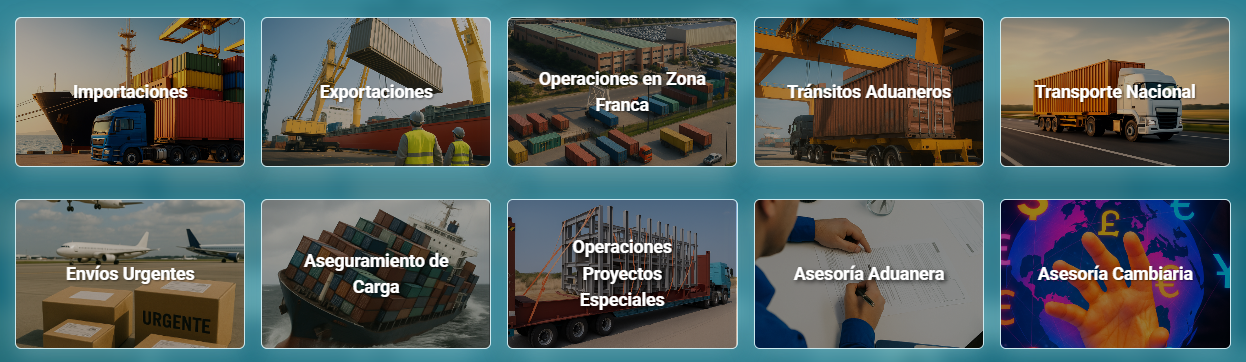 Importaciones
Exportaciones
Operaciones en Zona
Franca
Tránsitos Aduaneros
Transporte Nacional
Envíos Urgentes
URGENTE
Aseguramiento de
Carga
Operaciones
Proyectos
Especiales
Asesoría Aduanera
Asesoría Cambiaria
$
£
€
€
€
¥